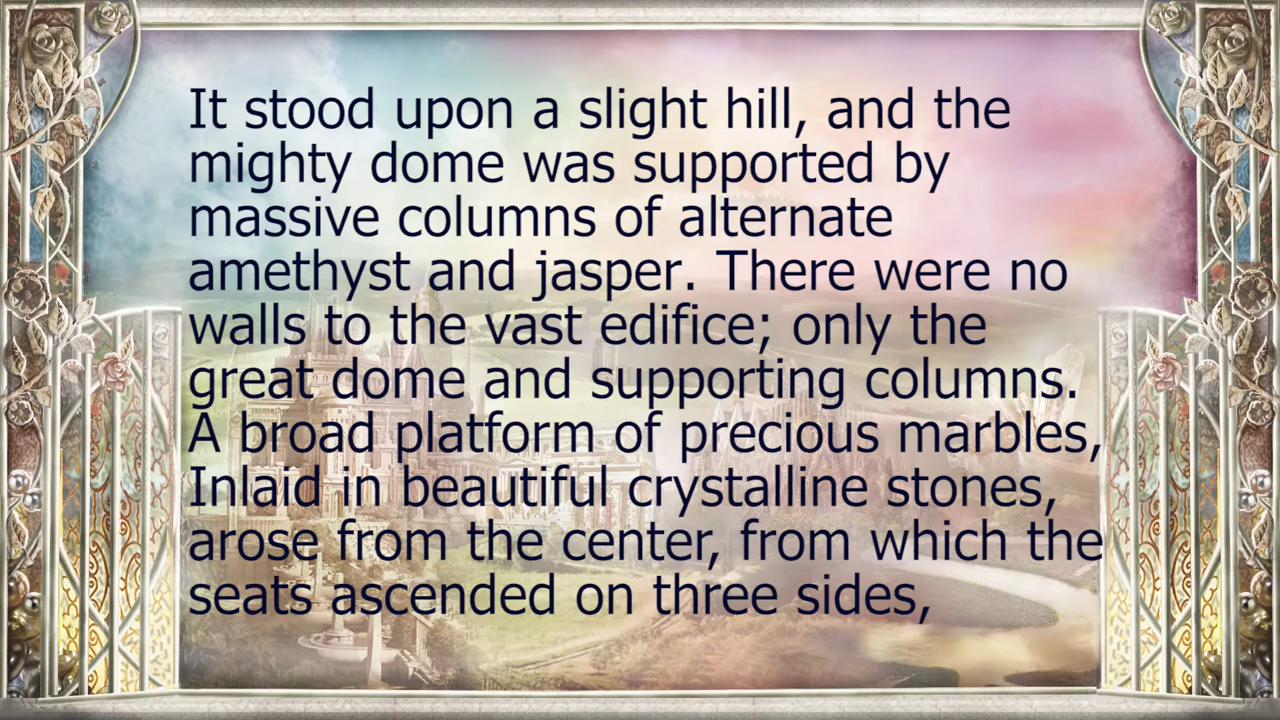 It stood upon a slight hill, and the
mighty dome was supported by
massive columns of alternate
amethyst and jasper. There were no
walls to the vast edifice; only the
great dome and supporting columns.
A broad platform of precious marbles,
Inlaid in beautiful crystalline stones,
arose from the center, from which the
seats ascended on three sides,